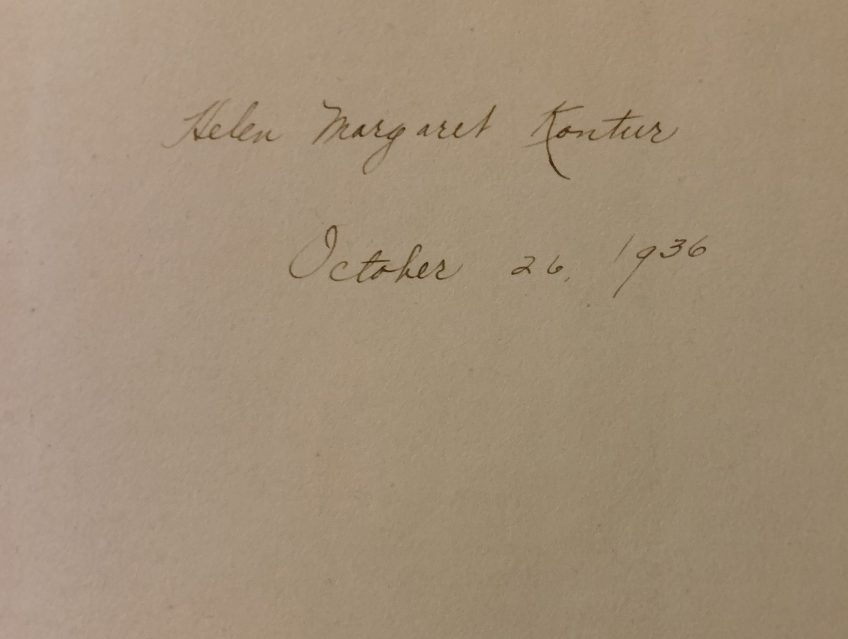 Helen Margaret Kontur
October 26, 1936